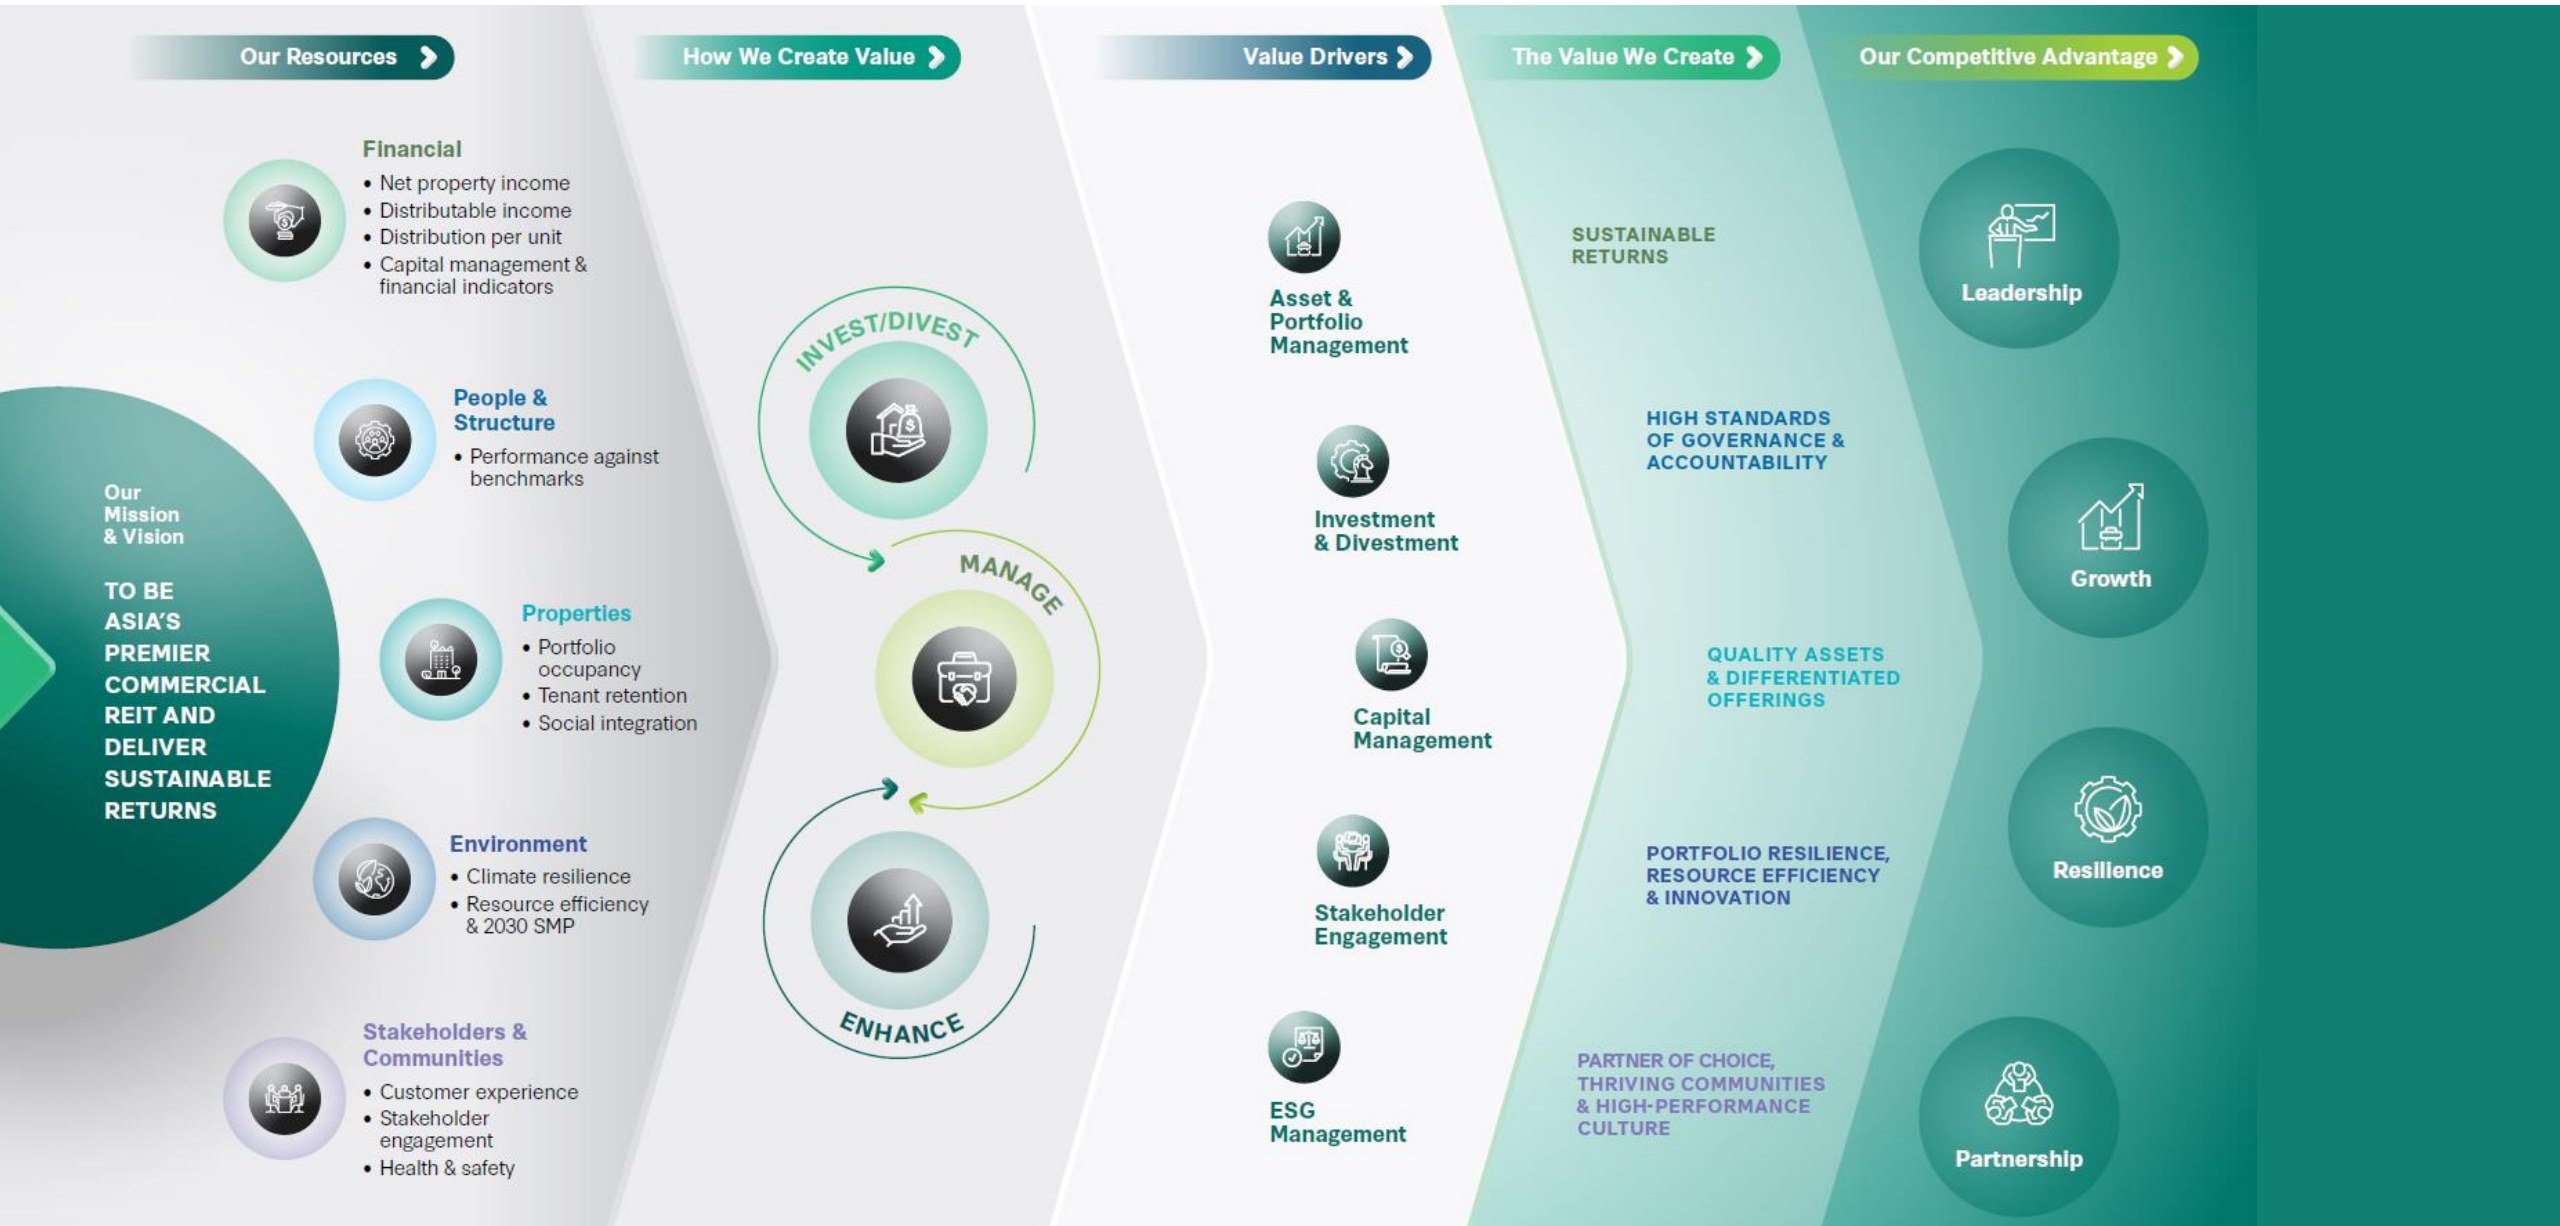 Our Resources
How We Create Value
Value Drivers
The Value We Create
Our Competitive Advantage
Our
Mission
& Vision
TO BE
ASIA'S
PREMIER
COMMERCIAL
REIT AND
DELIVER
SUSTAINABLE
RETURNS
Financial
• Net property income
• Distributable income
• Distribution per unit
• Capital management &
financial indicators
People &
Structure
• Performance against
benchmarks
Properties
• Portfolio
occupancy
• Tenant retention
• Social integration
Environment
• Climate resilience
• Resource efficiency
& 2030 SMP
Stakeholders &
Communities
• Customer experience
• Stakeholder
engagement
• Health & safety
INVEST/DIVEST
MANAGE
ENHANCE
Asset &
Portfolio
Management
Investment
& Divestment
Capital
Management
Stakeholder
Engagement
ESG
Management
SUSTAINABLE
RETURNS
HIGH STANDARDS
OF GOVERNANCE &
ACCOUNTABILITY
QUALITY ASSETS
& DIFFERENTIATED
OFFERINGS
PORTFOLIO RESILIENCE,
RESOURCE EFFICIENCY
& INNOVATION
PARTNER OF CHOICE,
THRIVING COMMUNITIES
& HIGH-PERFORMANCE
CULTURE
Leadership
Growth
Resilience
Partnership